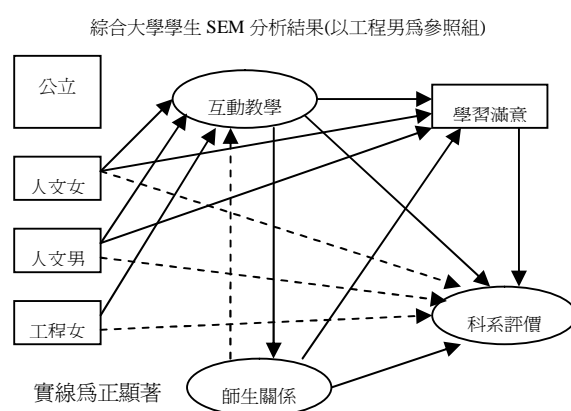 綜合大學學生 SEM 分析結果(以工程男爲參照組)
公立
互動教學
學習滿意
人文女
人文男
工程女
科系評價
師生關係
實線爲正顯著